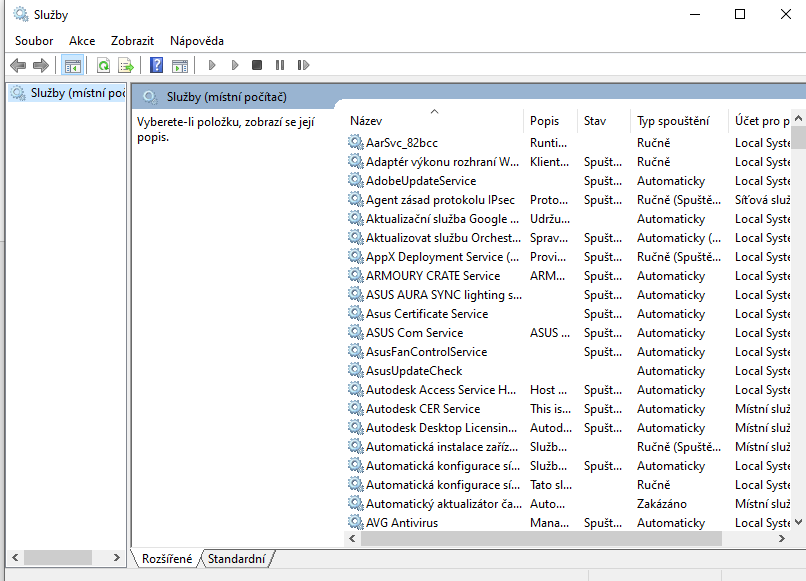 Služby
Soubor Akce Zobrazit Nápověda
Služby (místní poč
Služby (místní počítač)
Vyberete-li položku, zobrazí se její
popis.
Název Popis Stav Typ spouštění Účet pro p
AarSvc_82bcc Runti... Ručně Local Syste
Adaptér výkonu rozhraní W... Klient... Spušt... Ručně Local Syste
AdobeUpdateService Spušt... Automaticky Local Syste
Agent zásad protokolu IPsec Proto... Spušt... Ručně (Spuště... Síťová služ
Aktualizační služba Google ... Udržu... Automaticky Local Syste
Aktualizovat službu Orchest... Sprav... Spušt... Automaticky (... Local Syste
AppX Deployment Service (... Provi... Spušt... Ručně (Spuště... Local Syste
ARMOURY CRATE Service ARM... Spušt... Automaticky Local Syste
ASUS AURA SYNC lighting s... Spušt... Automaticky Local Syste
Asus Certificate Service Spušt... Automaticky Local Syste
ASUS Com Service ASUS ... Spušt... Automaticky Local Syste
AsusFanControlService Spušt... Automaticky Local Syste
AsusUpdateCheck Automaticky Local Syste
Autodesk Access Service H... Host ... Spušt... Automaticky Local Syste
Autodesk CER Service This is... Spušt... Automaticky Místní služ
Autodesk Desktop Licensin... Autod... Spušt... Automaticky Local Syste
Automatická instalace zaříz... Služb... Ručně (Spuště... Místní služ
Automatická konfigurace sí... Služb... Spušt... Automaticky Local Syste
Automatická konfigurace sí... Tato sl... Ručně Local Syste
Automatický aktualizátor ča... Auto... Zakázáno Místní služ
AVG Antivirus Mana... Spušt... Automaticky Local Syste
Rozšířené Standardní